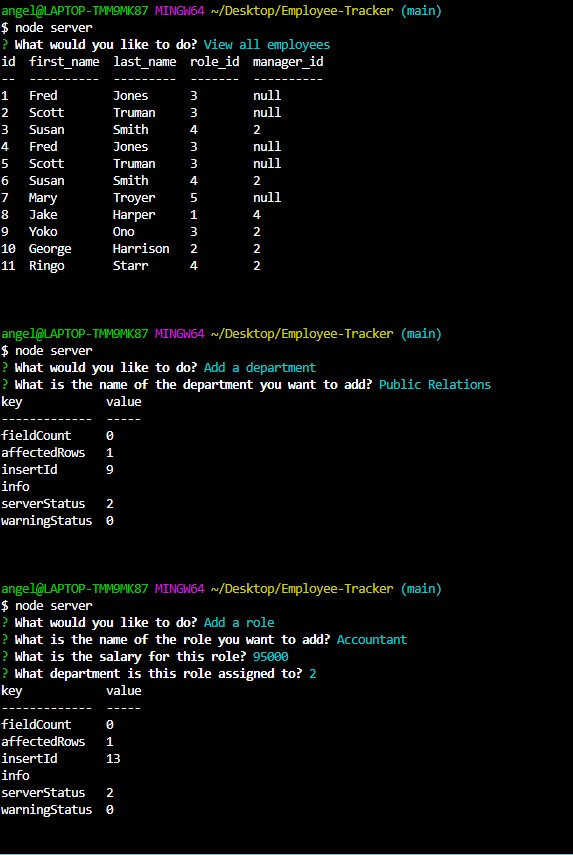 angel@LAPTOP-TMM9MK87 MINGW64 ~/Desktop/Employee-Tracker (main)
$ node server
? What would you like to do? View all employees
id  first_name  last_name  role_id  manager_id
--  ----------  ---------  -------  ----------
1   Fred        Jones      3        null
2   Scott       Truman     3        null
3   Susan       Smith      4        2
4   Fred        Jones      3        null
5   Scott       Truman     3        null
6   Susan       Smith      4        2
7   Mary        Troyer     5        null
8   Jake        Harper     1        4
9   Yoko        Ono        3        2
10  George      Harrison   2        2
11  Ringo       Starr      4        2
angel@LAPTOP-TMM9MK87 MINGW64 ~/Desktop/Employee-Tracker (main)
$ node server
? What would you like to do? Add a department
? What is the name of the department you want to add? Public Relations
key            value
-------------  -----
fieldCount     0
affectedRows   1
insertId       9
info
serverStatus   2
warningStatus  0
angel@LAPTOP-TMM9MK87 MINGW64 ~/Desktop/Employee-Tracker (main)
$ node server
? What would you like to do? Add a role
? What is the name of the role you want to add? Accountant
? What is the salary for this role? 95000
? What department is this role assigned to? 2
key            value
-------------  -----
fieldCount     0
affectedRows   1
insertId       13
info
serverStatus   2
warningStatus  0